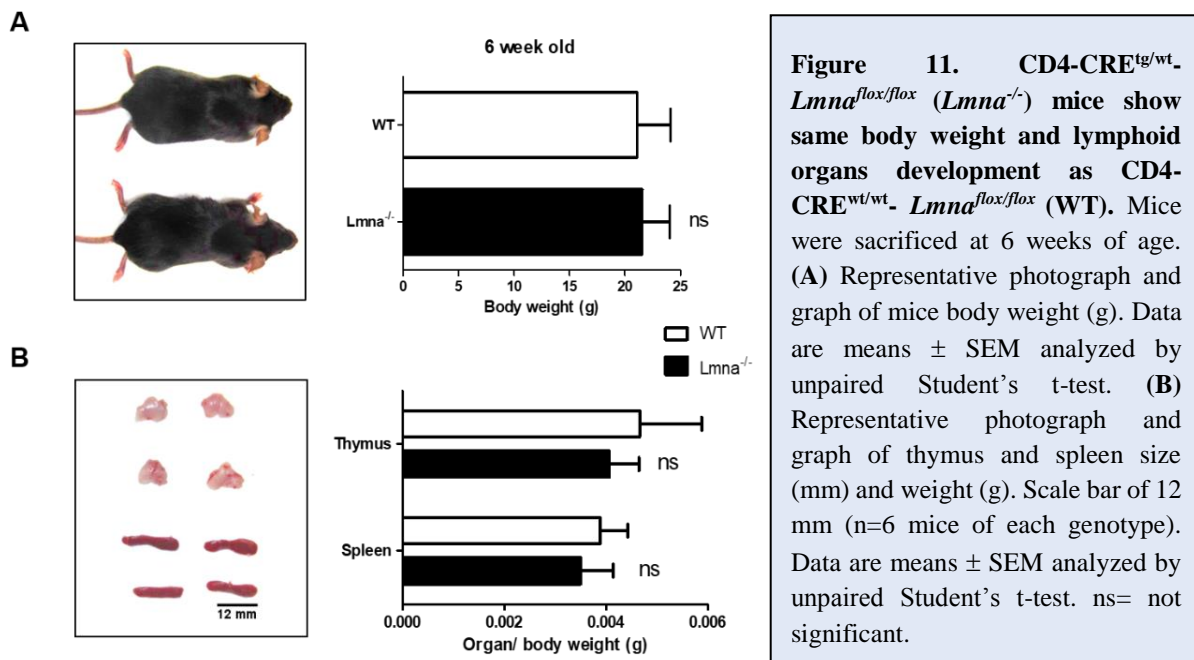 A
6 week old
WT
Lmna-/-
ns
0 5 10 15 20 25
Body weight (g)
WT
Lmna-/-
B
Thymus
ns
Spleen
ns
12 mm
0.000 0.002 0.004 0.006
Organ/ body weight (g)
Figure 11. CD4-CREtg/wt-
Lmnaflox/flox (Lmna-/-) mice show
same body weight and lymphoid
organs development as CD4-
CREwt/wt- Lmnaflox/flox (WT). Mice
were sacrificed at 6 weeks of age.
(A) Representative photograph and
graph of mice body weight (g). Data
are means ± SEM analyzed by
unpaired Student's t-test. (B)
Representative photograph and
graph of thymus and spleen size
(mm) and weight (g). Scale bar of 12
mm (n=6 mice of each genotype).
Data are means ± SEM analyzed by
unpaired Student's t-test. ns= not
significant.